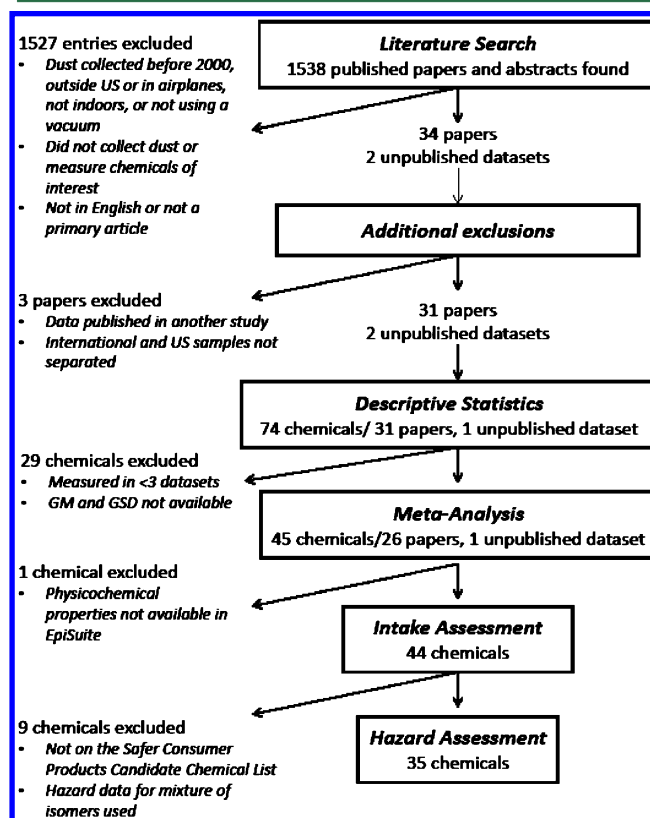 Literature Search
1538 published papers and abstracts found
1527 entries excluded
• Dust collected before 2000,
outside US or in airplanes,
not indoors, or not using a
vacuum
• Did not collect dust or
measure chemicals of
interest
• Not in English or not a
primary article
34 papers
2 unpublished datasets
Additional exclusions
3 papers excluded
• Data published in another study
• International and US samples not
separated
31 papers
2 unpublished datasets
Descriptive Statistics
74 chemicals/ 31 papers, 1 unpublished dataset
29 chemicals excluded
• Measured in <3 datasets
• GM and GSD not available
Meta-Analysis
45 chemicals/26 papers, 1 unpublished dataset
1 chemical excluded
• Physicochemical
properties not available in
EpiSuite
Intake Assessment
44 chemicals
9 chemicals excluded
• Not on the Safer Consumer
Products Candidate Chemical List
• Hazard data for mixture of
isomers used
Hazard Assessment
35 chemicals